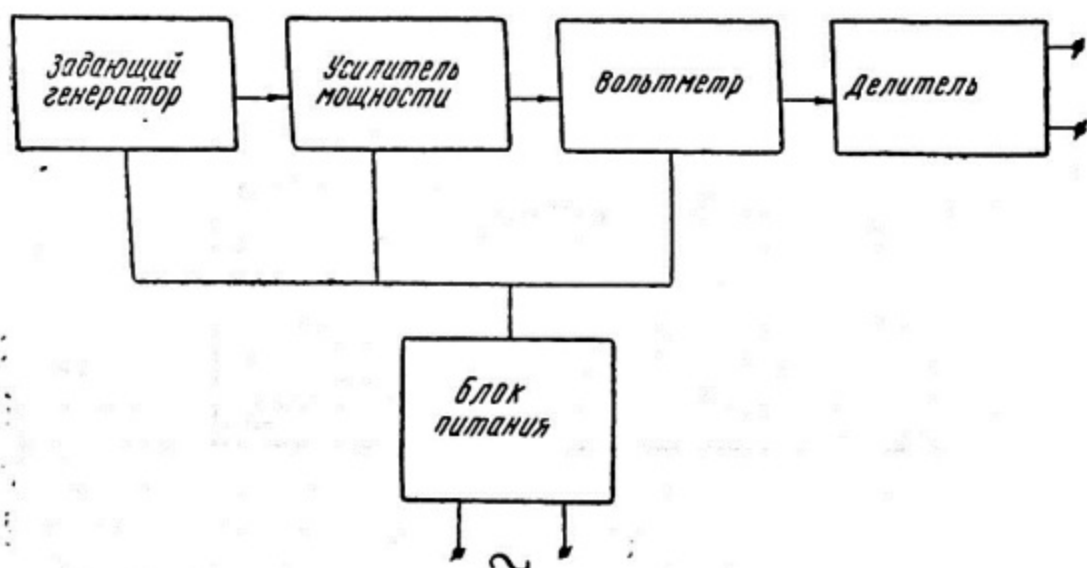 Задающий
генератор
Усилитель
мощности
Вольтметр
Делитель
Блок
питания